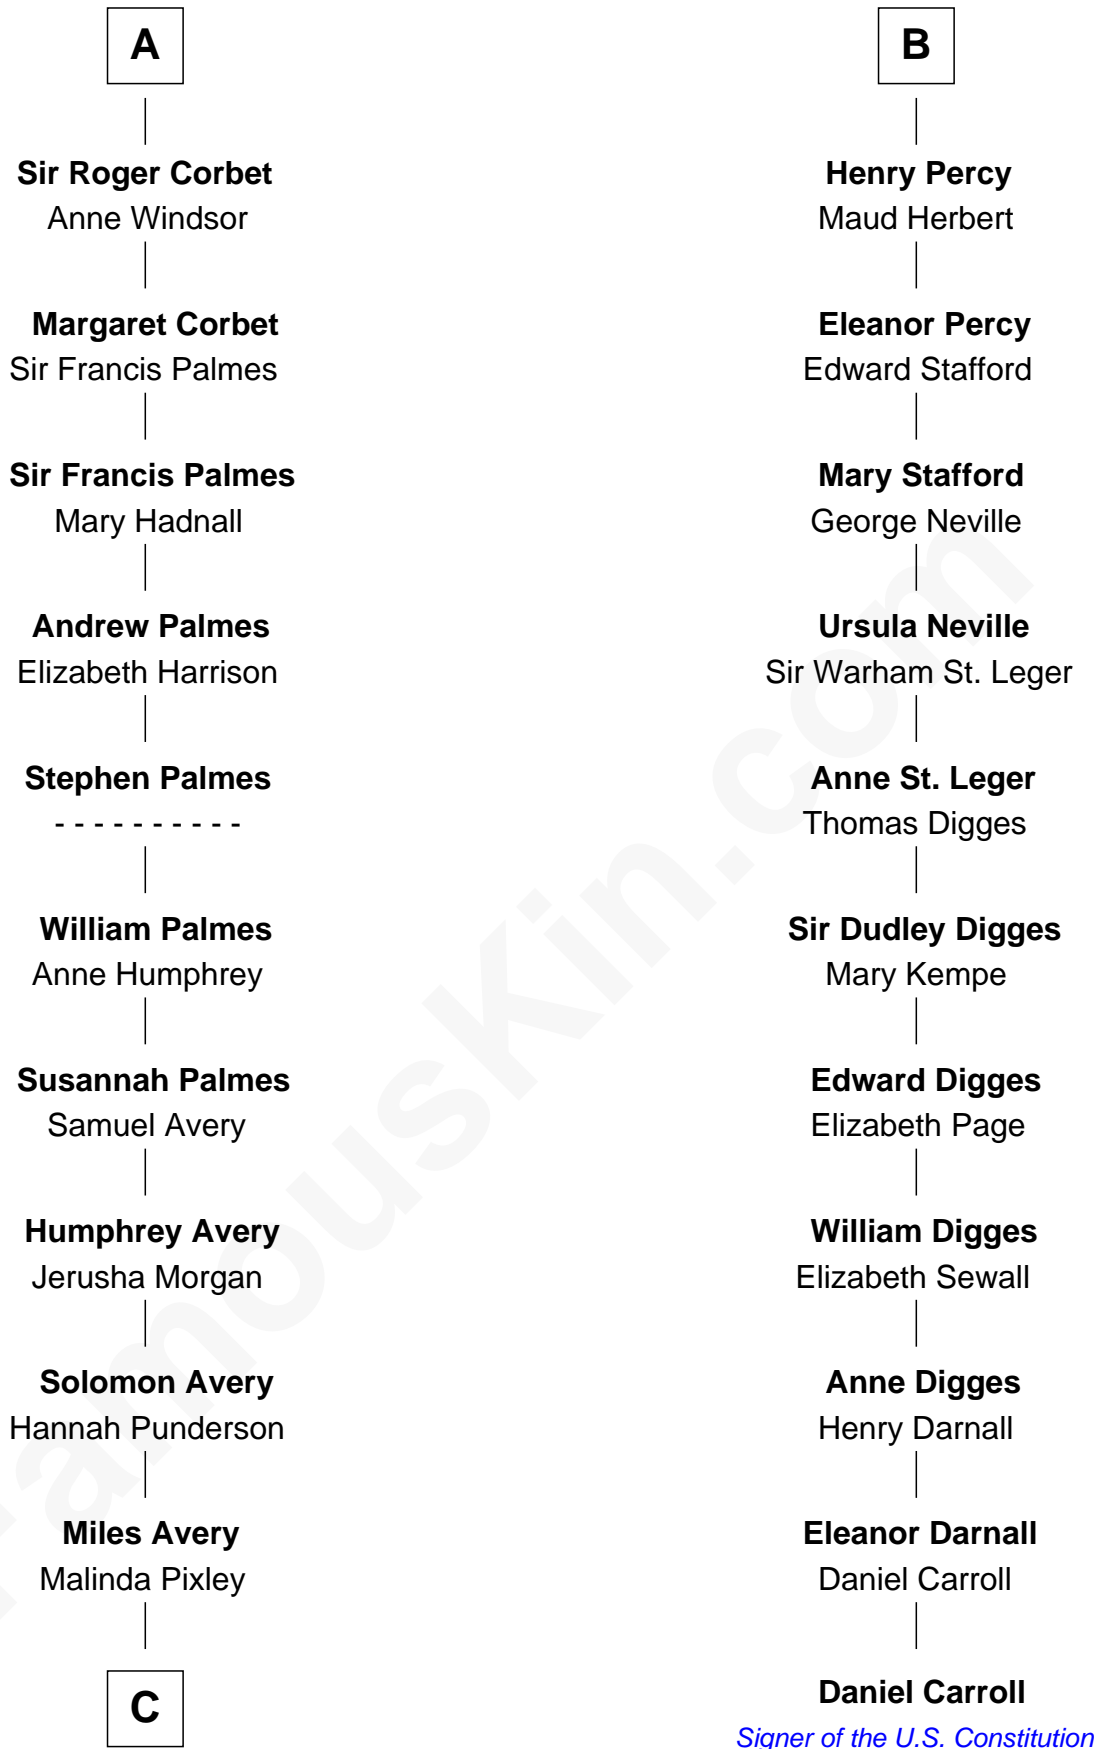 A
Sir Roger Corbet
Anne Windsor
Margaret Corbet
Sir Francis Palmes
Sir Francis Palmes
Mary Hadnall
Andrew Palmes
Elizabeth Harrison
Stephen Palmes
- - - - - - - - - -
William Palmes
Anne Humphrey
Susannah Palmes
Samuel Avery
Humphrey Avery
Jerusha Morgan
Solomon Avery
Hannah Punderson
Miles Avery
Malinda Pixley
C
B
Henry Percy
Maud Herbert
Eleanor Percy
Edward Stafford
Mary Stafford
George Neville
Ursula Neville
Sir Warham St. Leger
Anne St. Leger
Thomas Digges
Sir Dudley Digges
Mary Kempe
Edward Digges
Elizabeth Page
William Digges
Elizabeth Sewall
Anne Digges
Henry Darnall
Eleanor Darnall
Daniel Carroll
Daniel Carroll
Signer of the U.S. Constitution
FamousKin.com